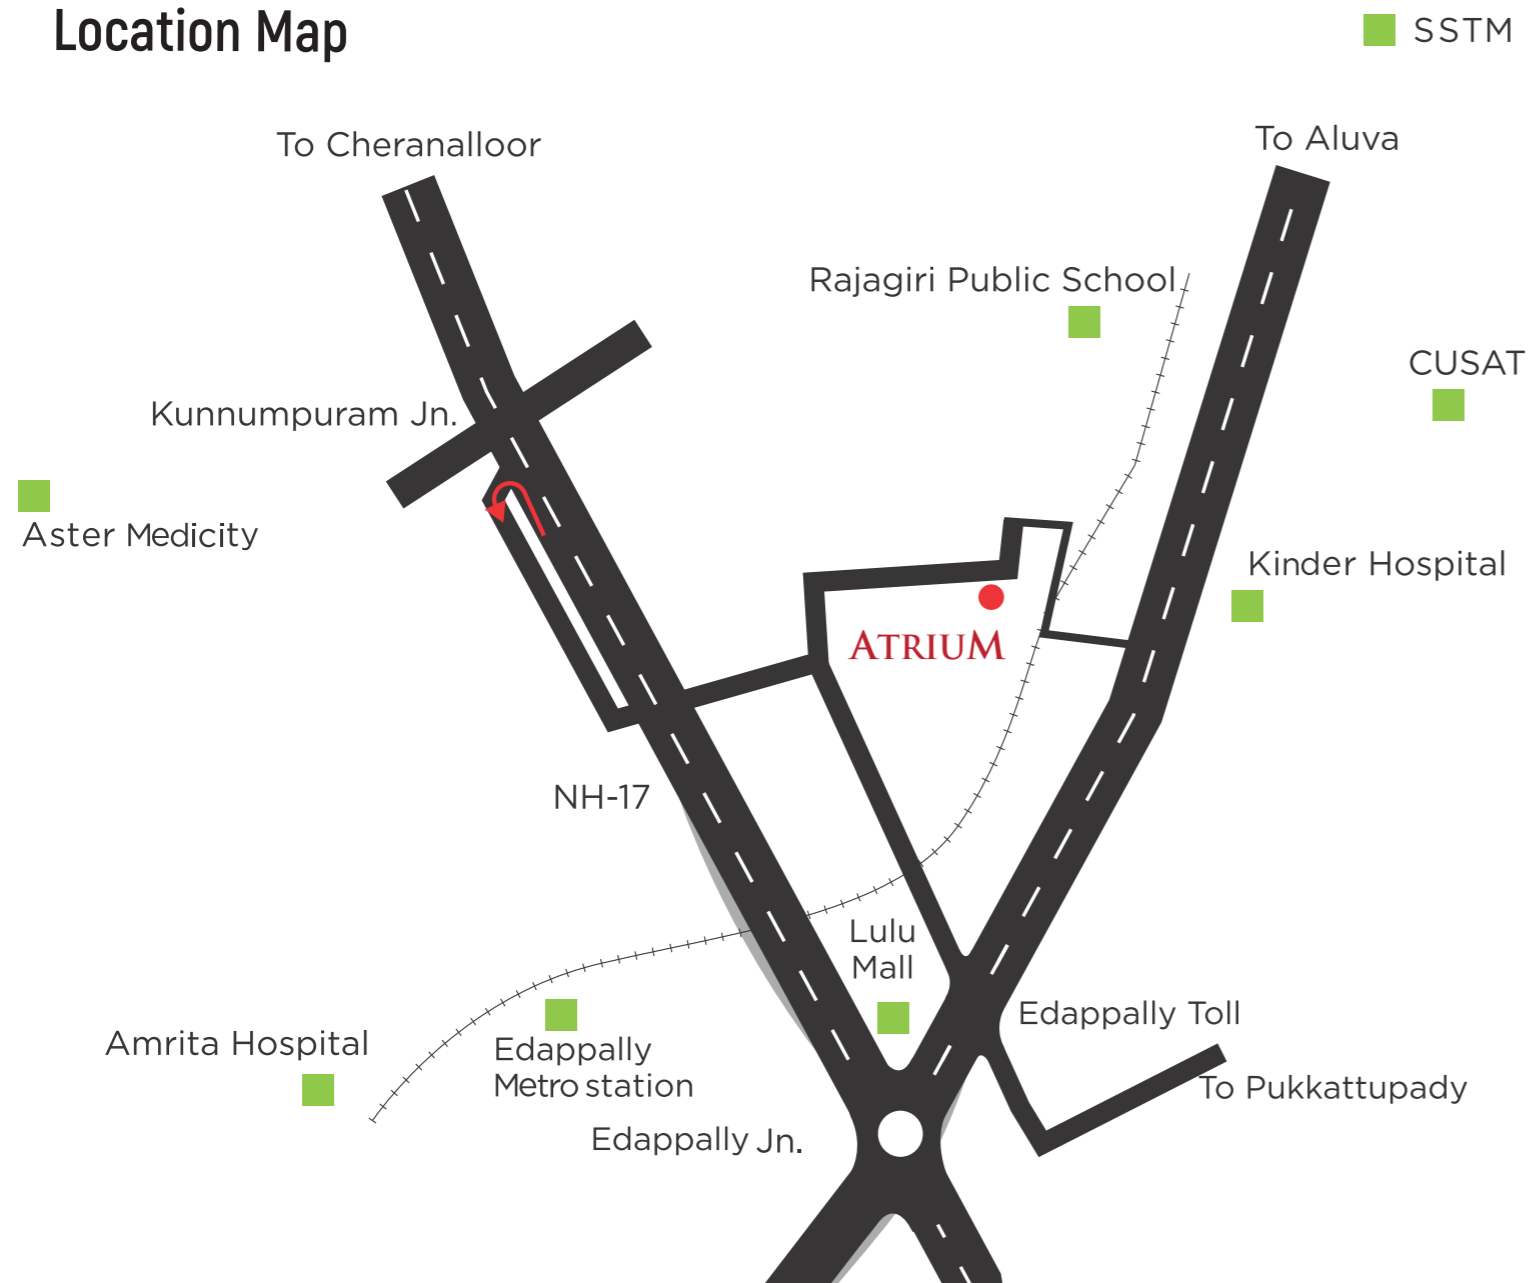 Location Map
SSTM
To Cheranalloor
To Aluva
Rajagiri Public School
CUSAT
Kunnumpuram Jn.
Aster Medicity
Kinder Hospital
ATRIUM
NH-17
Lulu
Mall
Edappally Toll
Amrita Hospital
Edappally
Metro station
To Pukkattupady
Edappally Jn.